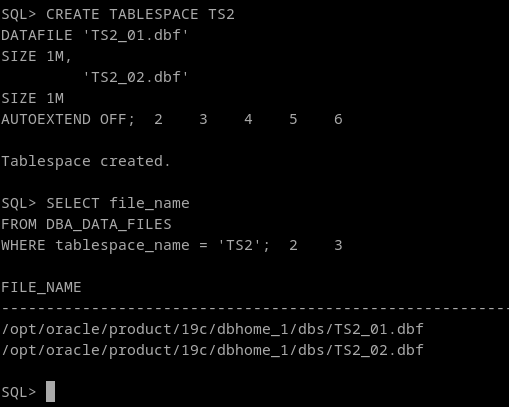 SQL> CREATE TABLESPACE TS2
DATAFILE 'TS2_01.dbf'
SIZE 1M,
         'TS2_02.dbf'
SIZE 1M
AUTOEXTEND OFF;  2    3    4    5    6
Tablespace created.
SQL> SELECT file_name
FROM DBA_DATA_FILES
WHERE tablespace_name = 'TS2';  2    3
FILE_NAME
--------------------------------------------------------
/opt/oracle/product/19c/dbhome_1/dbs/TS2_01.dbf
/opt/oracle/product/19c/dbhome_1/dbs/TS2_02.dbf
SQL>